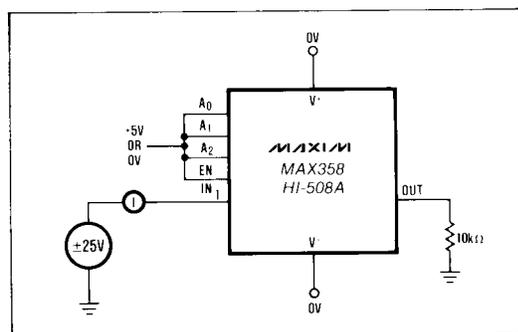 0V
V+
A0
A1
A2
EN
IN1
+5V
OR
0V
MAXIM
MAX358
HI-508A
OUT
I
±25V
10kΩ
V-
0V